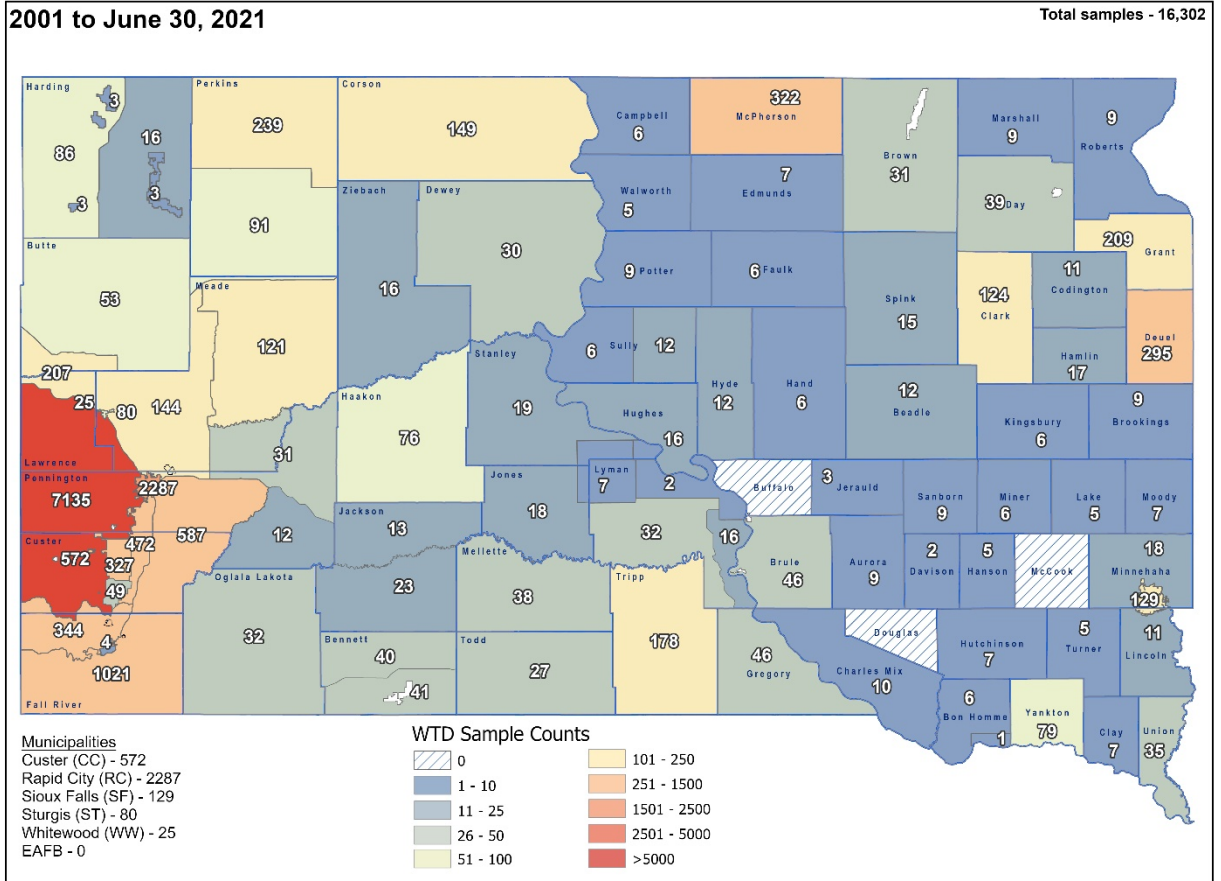 2001 to June 30, 2021
Total samples - 16,302
Harding
Perkins
Corson
3
16
239
149
Campbell
6
322
McPherson
Marshall
9
9
Roberts
86
3
3
Brown
31
7
Edmunds
Walworth
5
39 Day
Ziebach
Dewey
91
30
209
Grant
Butte
53
Meade
16
9 Potter
6 Faulk
Spink
15
124
Clark
11
Codington
Deuel
295
121
6 Sully
12
Stanley
19
Hyde
12
Hand
6
12
Beadle
Hamlin
17
207
25
80
144
Haakon
76
Hughes
16
Kingsbury
6
9
Brookings
31
Lawrence
Pennington
7135
2287
Lyman
7
2
Buffalo
3
Jerauld
Sanborn
9
Miner
6
Lake
5
Moody
7
Jones
18
587
12
Jackson
13
472
Custer
572
327
49
32
16
Brule
46
Aurora
9
2
Davison
5
Hanson
McCook
18
Minnehaha
129
Mellette
38
Oglala Lakota
32
23
Tripp
178
344
4
1021
Fall River
Bennett
40
41
Todd
27
46
Gregory
Douglas
Charles Mix
10
Hutchinson
7
5
Turner
11
Lincoln
6
Bon Homme
1
Yankton
79
Clay
7
Union
35
Municipalities
Custer (CC) - 572
Rapid City (RC) - 2287
Sioux Falls (SF) - 129
Sturgis (ST) - 80
Whitewood (WW) - 25
EAFB - 0
WTD Sample Counts
0
1 - 10
11 - 25
26 - 50
51 - 100
101 - 250
251 - 1500
1501 - 2500
2501 - 5000
>5000